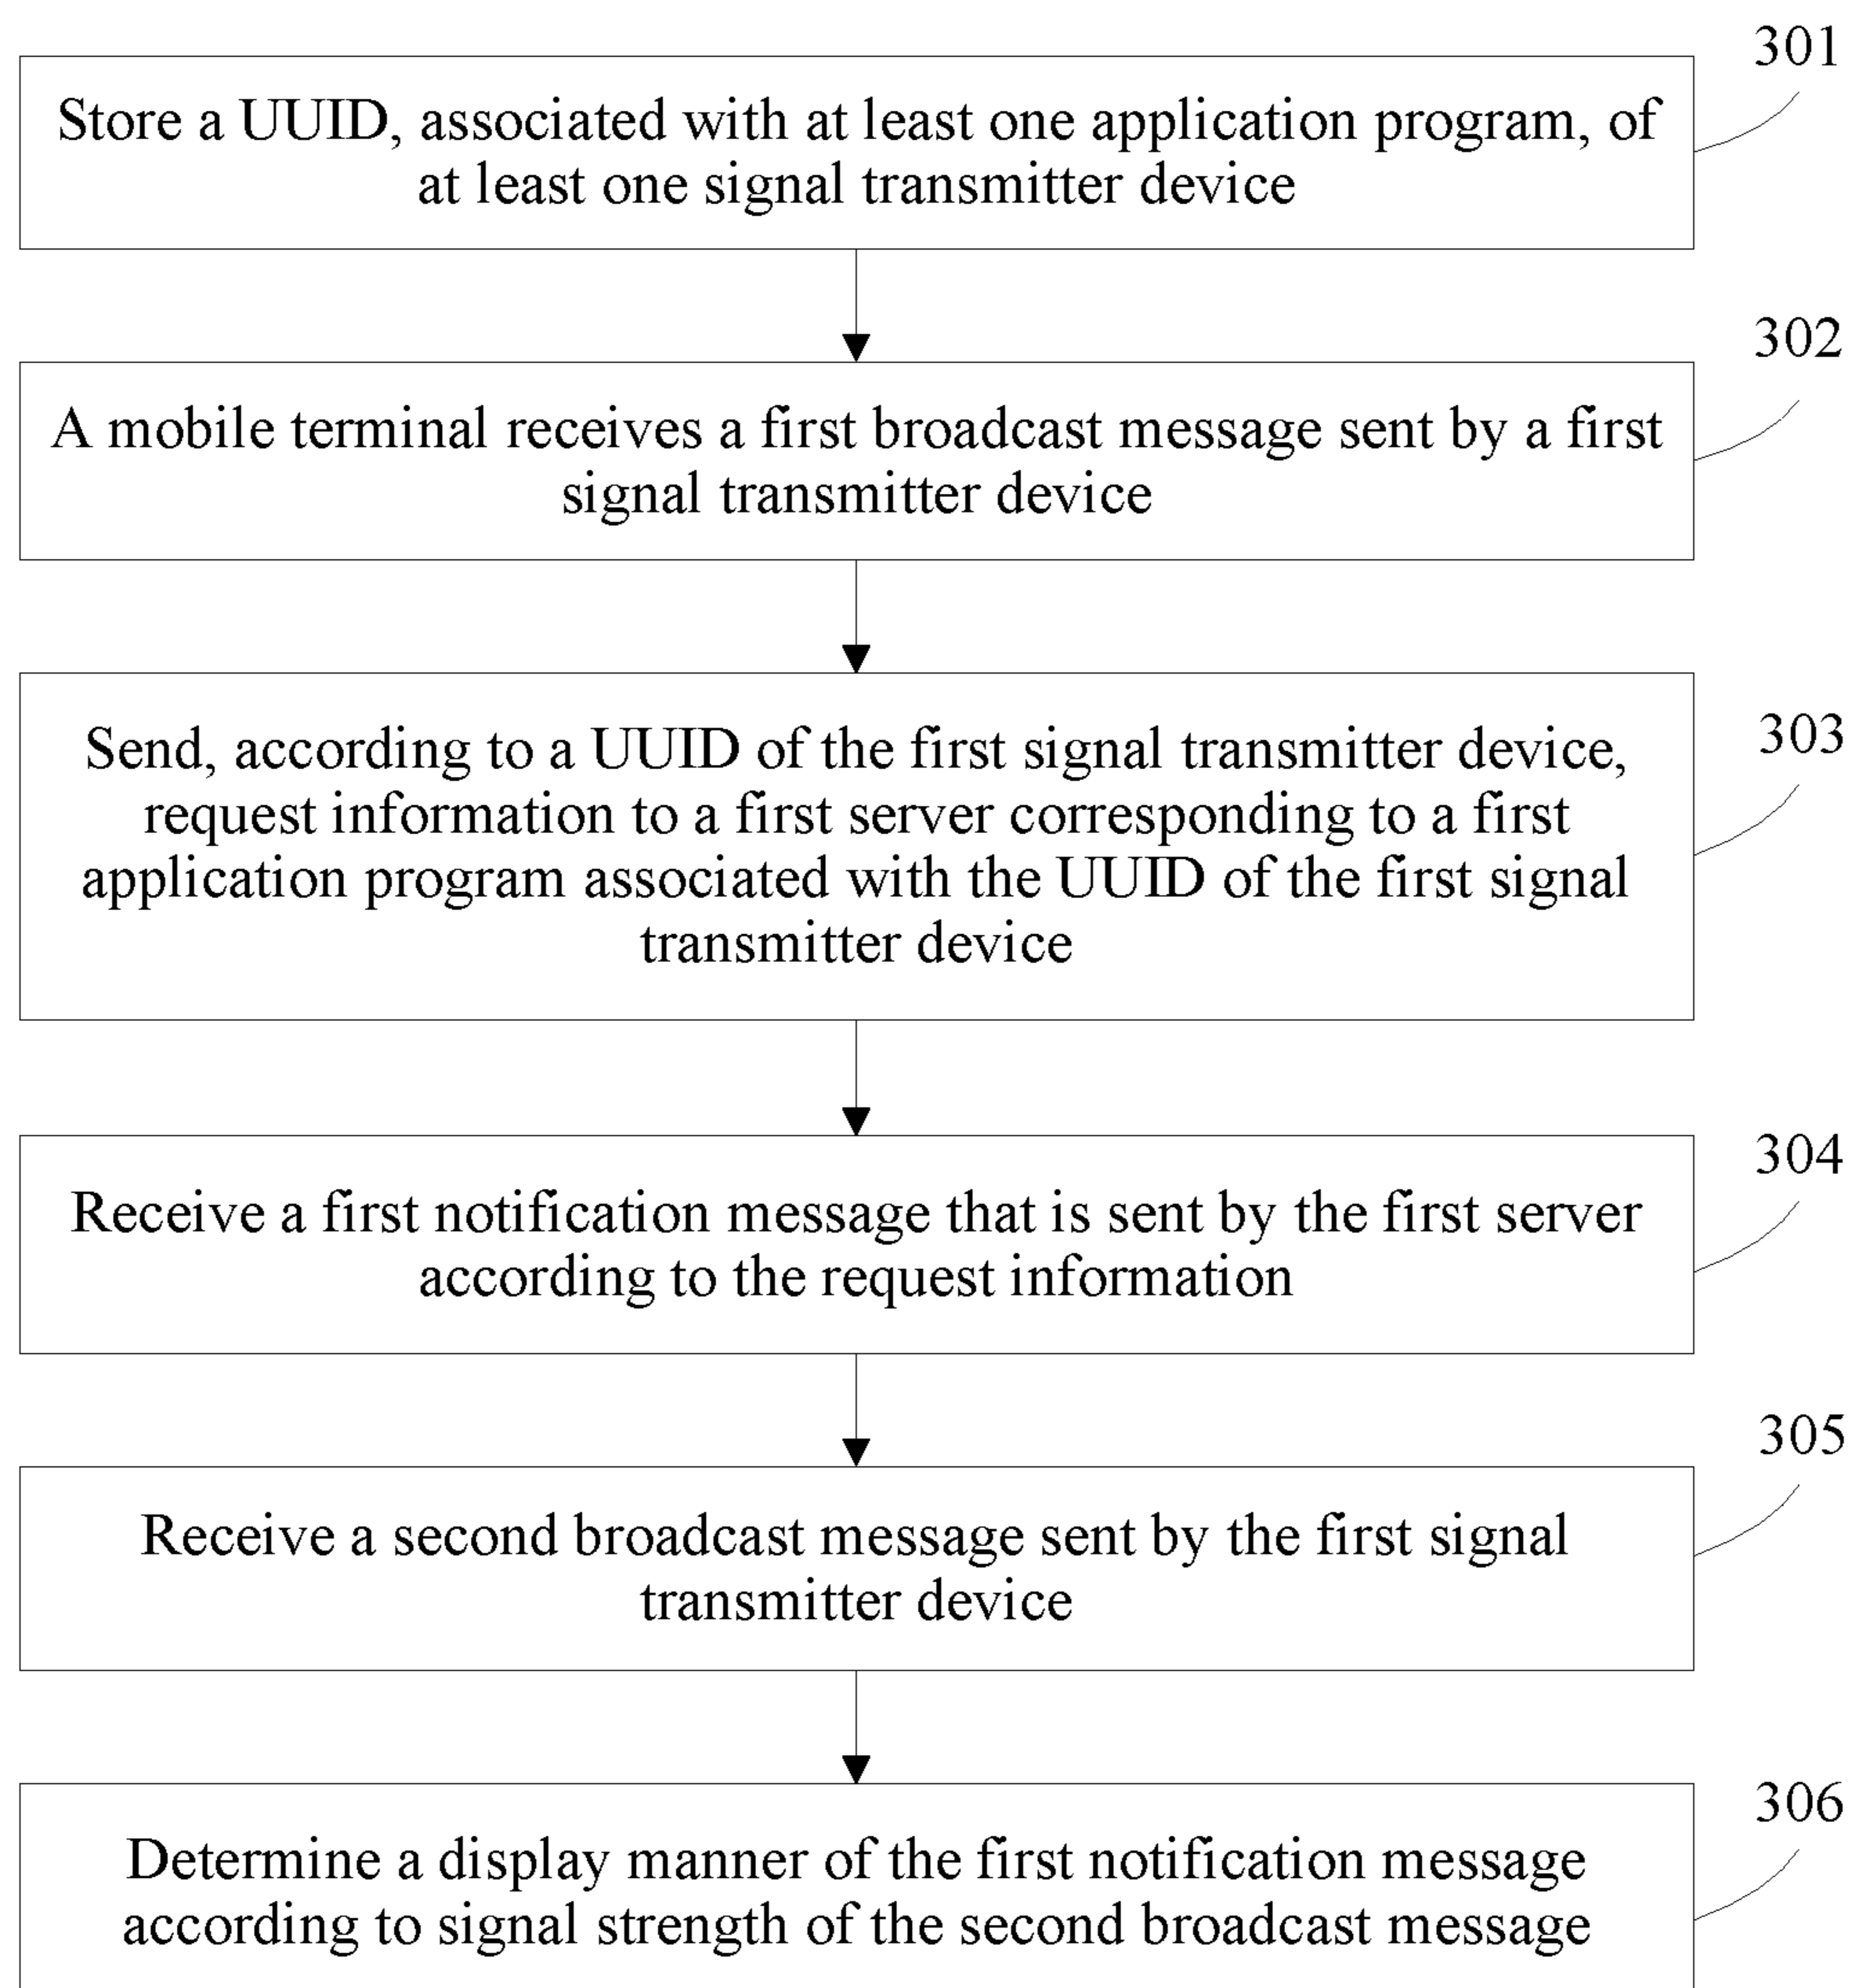 301
Store a UUID, associated with at least one application program, of
at least one signal transmitter device
302
A mobile terminal receives a first broadcast message sent by a first
signal transmitter device
303
Send, according to a UUID of the first signal transmitter device,
request information to a first server corresponding to a first
application program associated with the UUID of the first signal
transmitter device
304
Receive a first notification message that is sent by the first server
according to the request information
305
Receive a second broadcast message sent by the first signal
transmitter device
306
Determine a display manner of the first notification message
according to signal strength of the second broadcast message